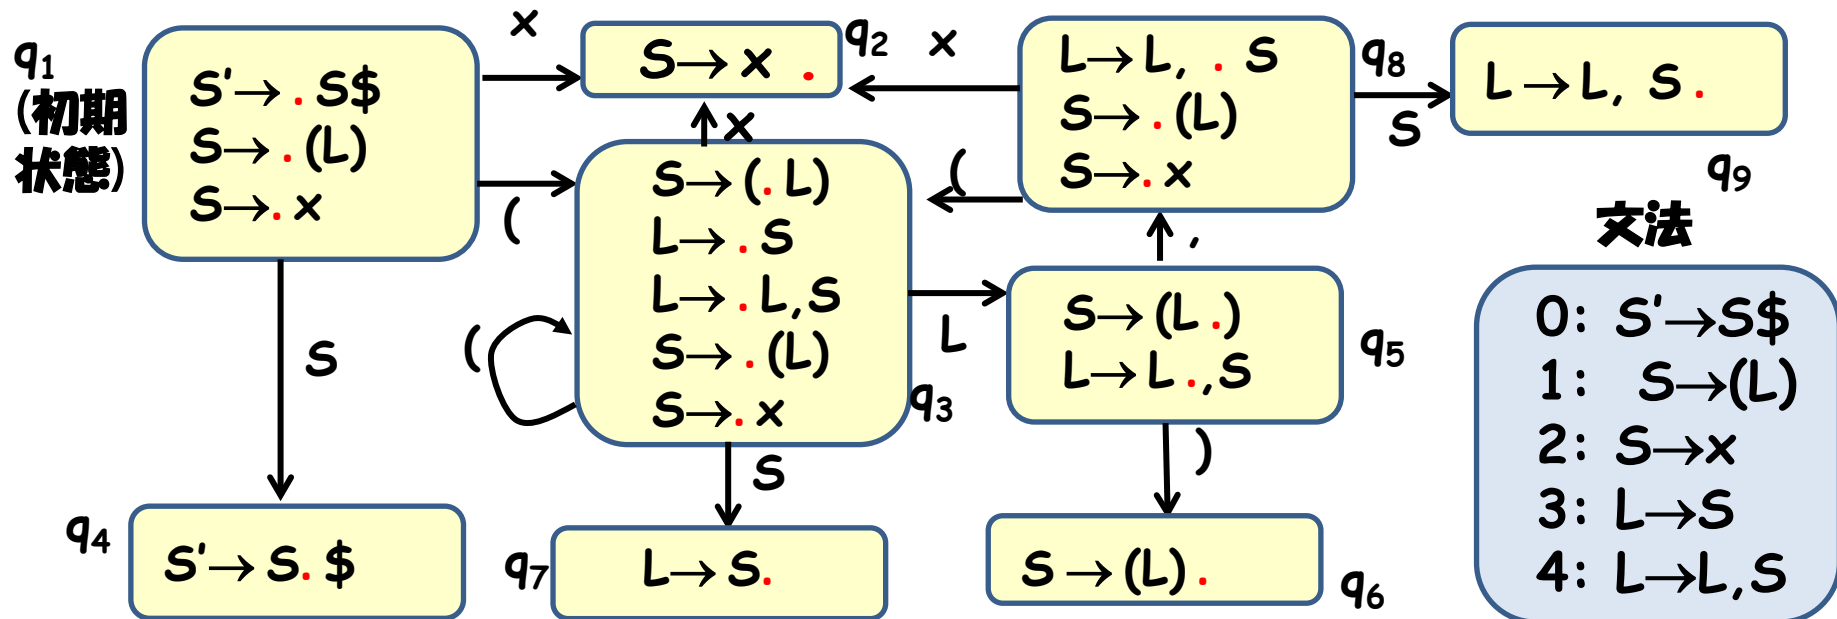 q1
(初期
状態)
S'→ . S$
S→ . (L)
S→. x
x
(
S
S→ x .
q2
x
x
S→ (. L)
L→ . S
L→ . L,S
S→ . (L)
S→. x
q3
(
(
L
S
L→L, . S
S→. (L)
S→. x
q8
S
,
L →L, S .
q9
S→ (L .)
L→ L .,S
q5
)
q4
S'→ S. $
q7
L→ S.
S →(L) .
q6
文法
0: S'→S$
1: S→(L)
2: S→x
3: L→S
4: L→L,S